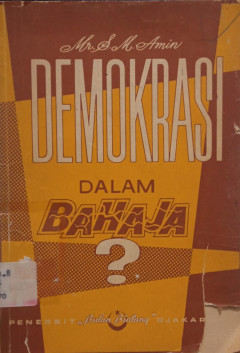 Mr. S M Amin
DEMOKRASI
DALAM
BAHAJA
?
PENERBIT „Bulan Bintang" DJAKAR